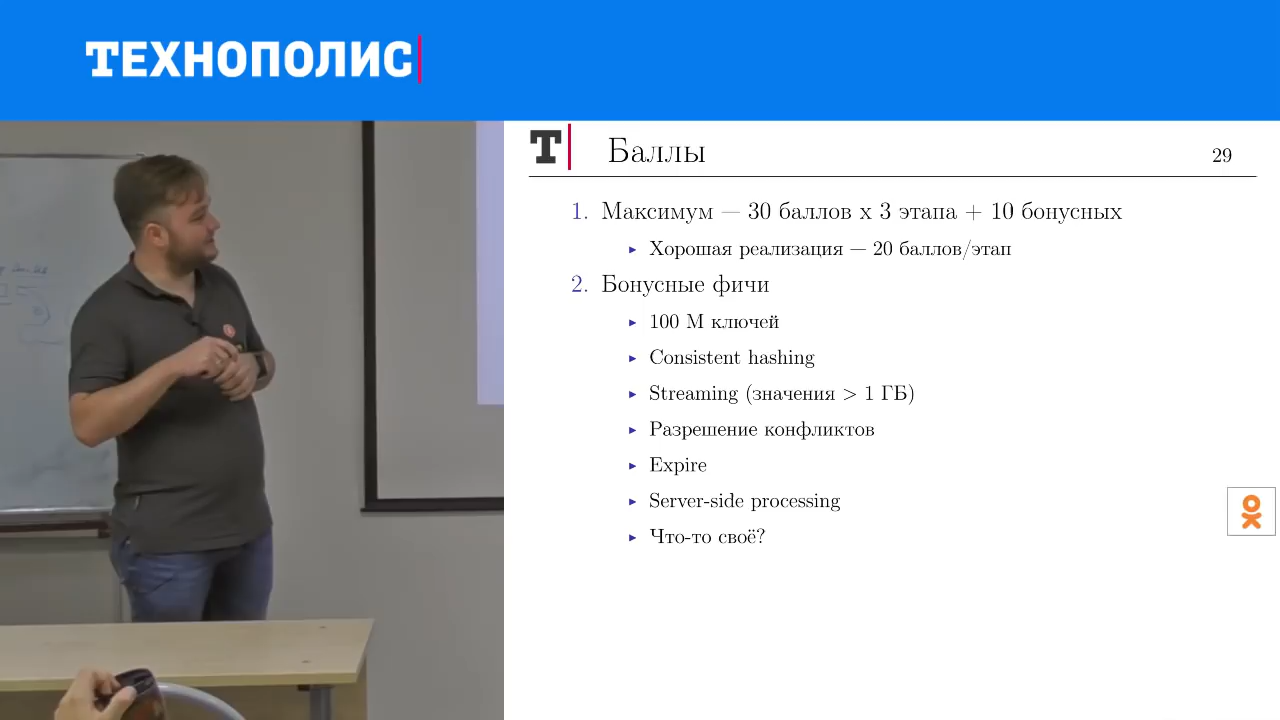 ТЕХНОПОЛИС
Т Баллы 29
1. Максимум — 30 баллов x 3 этапа + 10 бонусных
▸ Хорошая реализация — 20 баллов/этап
2. Бонусные фичи
▸ 100 М ключей
▸ Consistent hashing
▸ Streaming (значения > 1 ГБ)
▸ Разрешение конфликтов
▸ Expire
▸ Server-side processing
▸ Что-то своё?